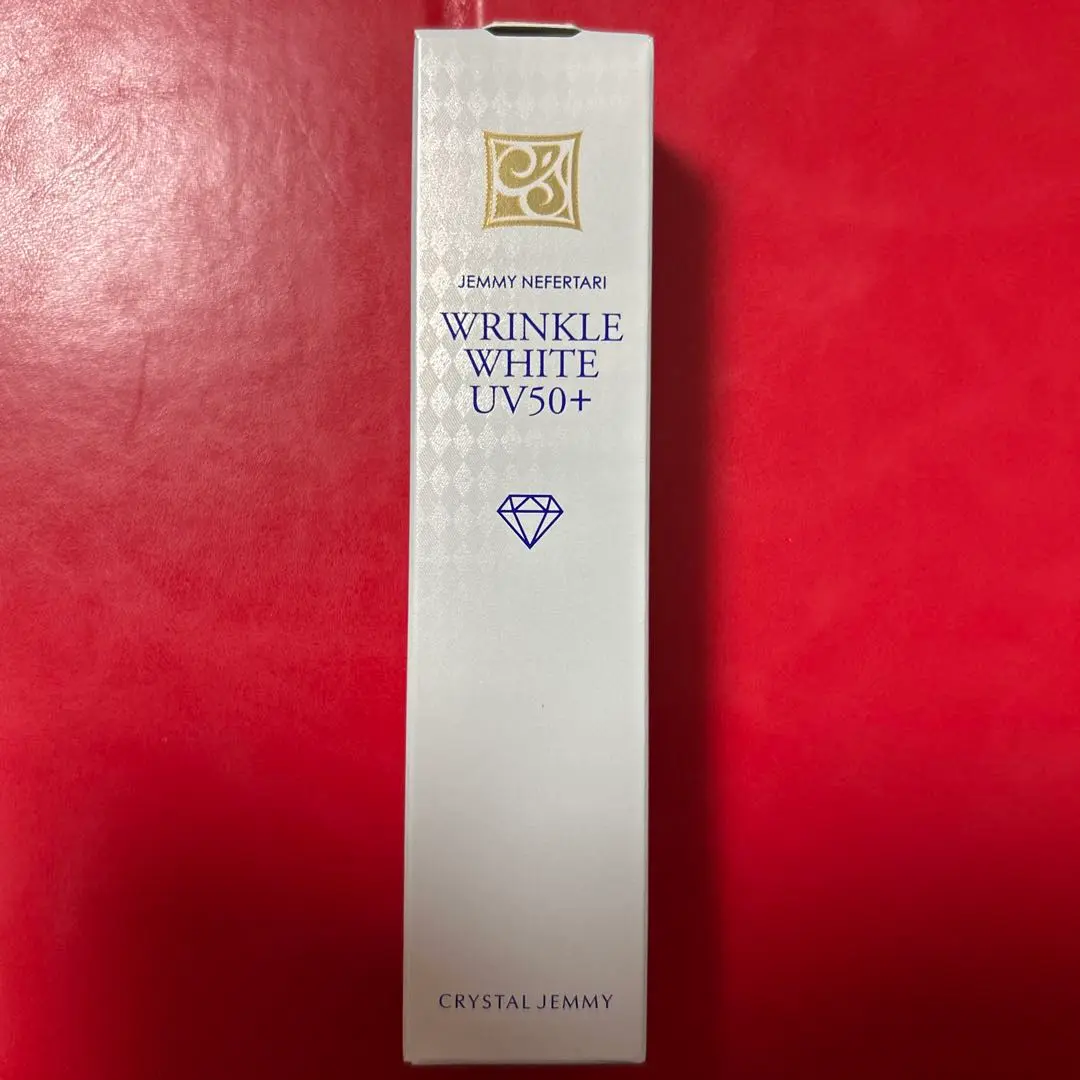 JEMMY NEFERTARI
WRINKLE
WHITE
UV50+
CRYSTAL JEMMY